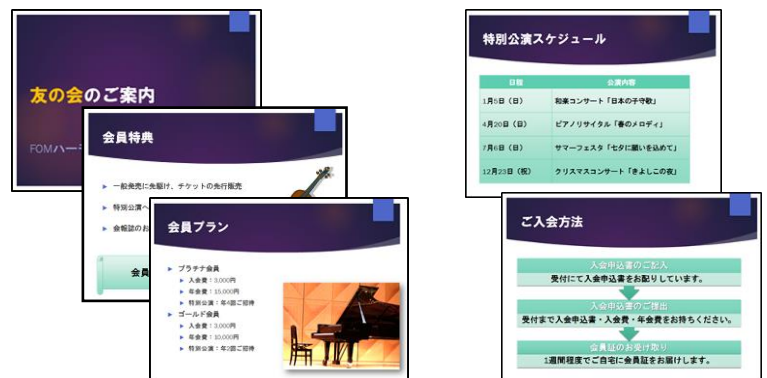 友の会のご案内
FOMハー
会員特典
一般発売に先駆け、チケットの先行販売
特別公演へ
会報誌のお
会員
会員プラン
プラチナ会員
入会費：3,000円
年会費：15,000円
特別公演：年4回ご招待
ゴールド会員
入会費：3,000円
年会費：10,000円
特別公演：年2回ご招待
特別公演スケジュール
日程 公演内容
1月5日（日） 和楽コンサート「日本の子守歌」
4月20日（日） ピアノリサイタル「春のメロディ」
7月6日（日） サマーフェスタ「七夕に願いを込めて」
12月23日（祝） クリスマスコンサート「きよしこの夜」
ご入会方法
入会申込書のご記入
受付にて入会申込書をお配りしています。
入会申込書のご提出
受付まで入会申込書・入会費・年会費をお持ちください。
会員証のお受け取り
1週間程度でご自宅に会員証をお届けします。